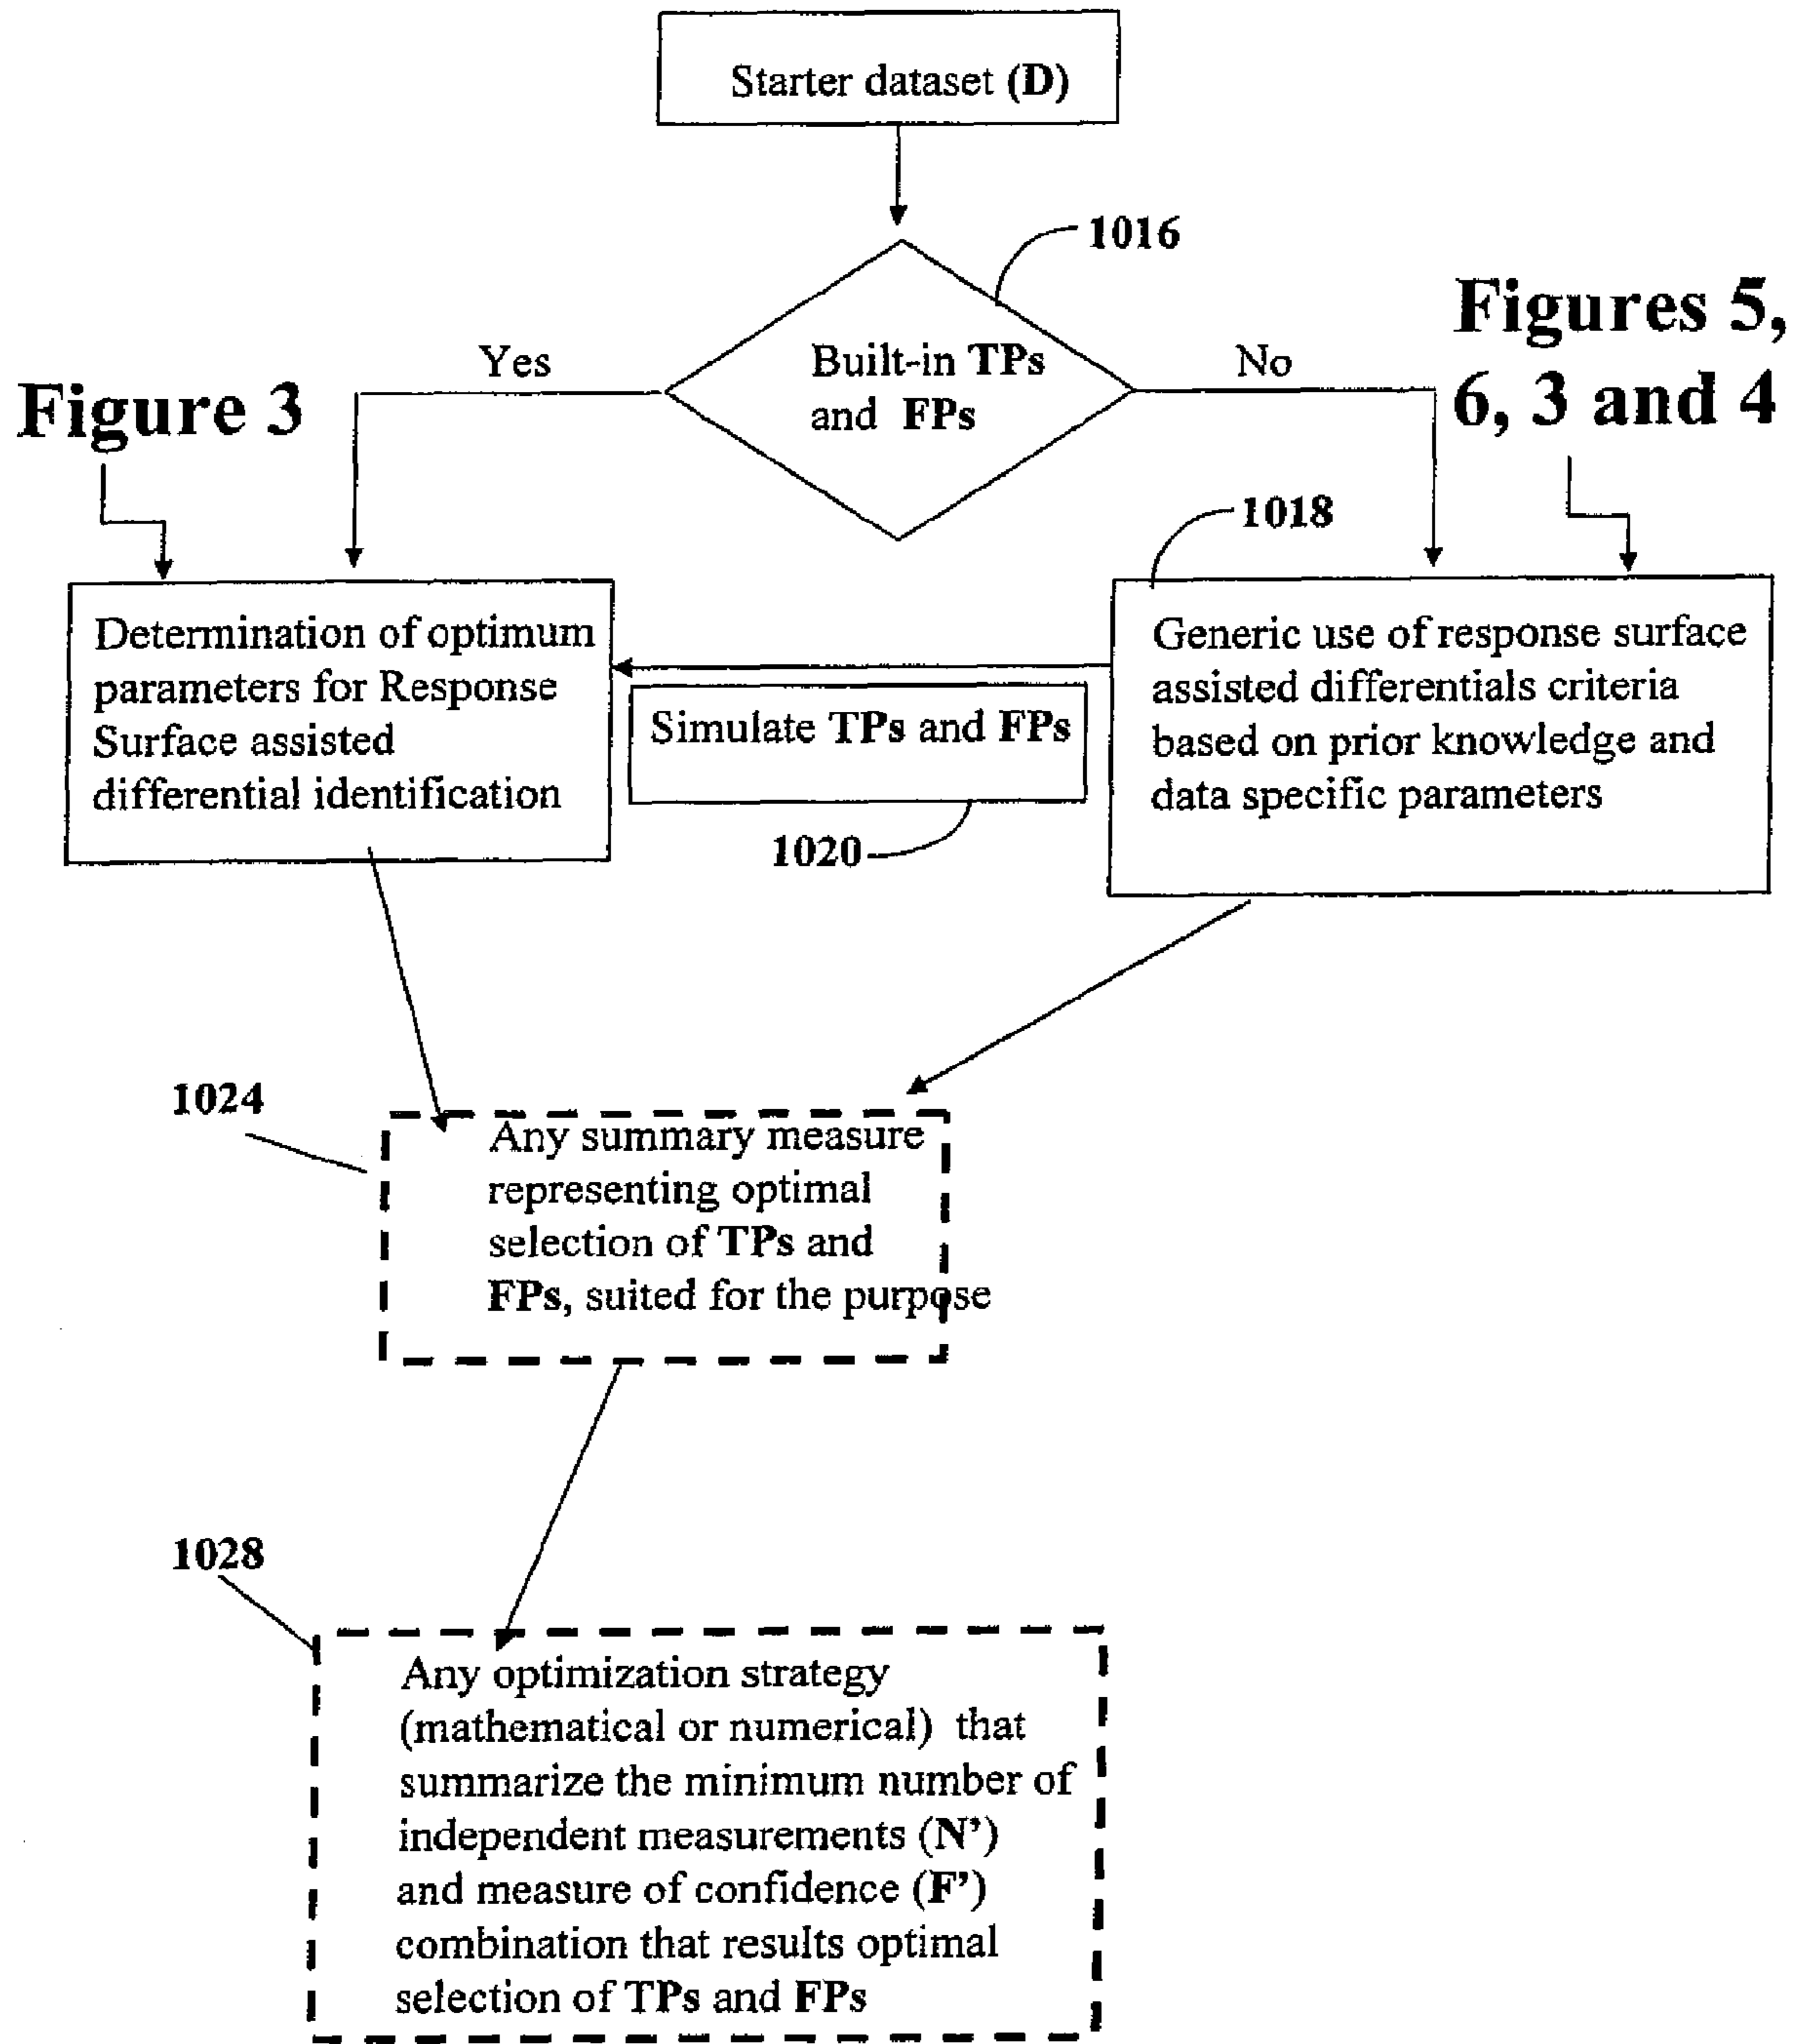 Starter dataset (D)
1016
Figures 5,
6, 3 and 4
Yes
Built-in TPs
and FPs
No
Figure 3
1018
Determination of optimum
parameters for Response
Surface assisted
differential identification
Simulate TPs and FPs
1020
Generic use of response surface
assisted differentials criteria
based on prior knowledge and
data specific parameters
1024
Any summary measure
representing optimal
selection of TPs and
FPs, suited for the purpose
1028
Any optimization strategy
(mathematical or numerical) that
summarize the minimum number of
independent measurements (N’)
and measure of confidence (F’)
combination that results optimal
selection of TPs and FPs